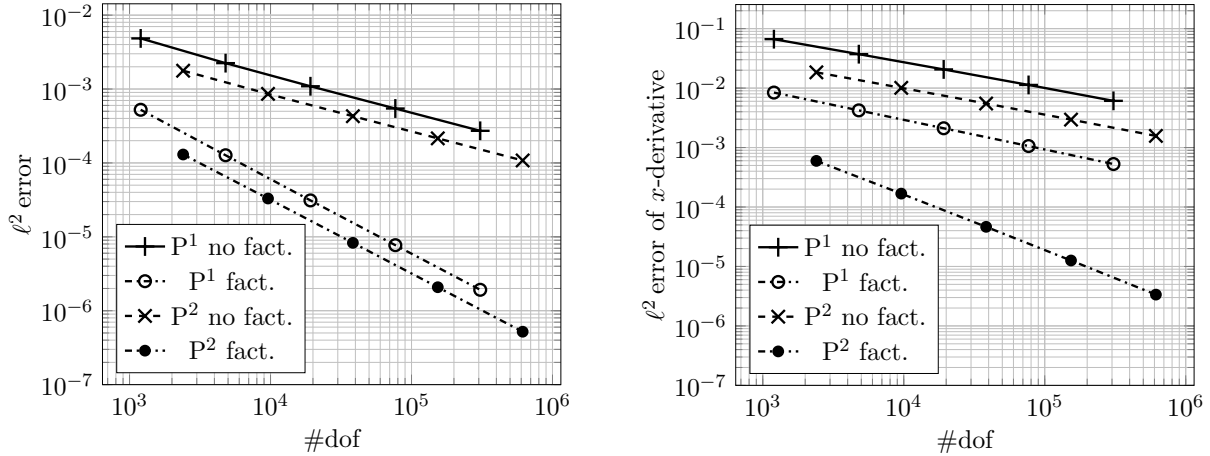 10^−2
10^−3
10^−4
10^−5
10^−6
10^−7
ℓ^2 error
P^1 no fact.
P^1 fact.
P^2 no fact.
P^2 fact.
10^3 10^4 10^5 10^6
#dof
10^−1
10^−2
10^−3
10^−4
10^−5
10^−6
10^−7
ℓ^2 error of x-derivative
P^1 no fact.
P^1 fact.
P^2 no fact.
P^2 fact.
10^3 10^4 10^5 10^6
#dof